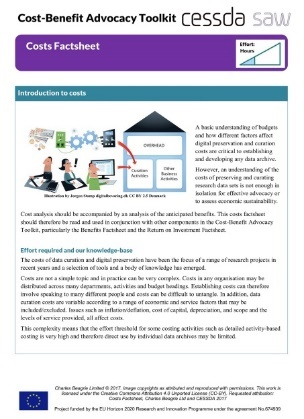 Cost-Benefit Advocacy Toolkit cessda saw
Costs Factsheet
Effort:
Hours
Introduction to costs
A basic understanding of budgets
and how different factors affect
digital preservation and curation
costs are critical to establishing
and developing any data archive.
However, an understanding of the
costs of preserving and curating
research data sets is not enough in
isolation for effective advocacy or
to assess economic sustainability.
OVERHEAD
Curation
Activities
Other
Business
Activities
Illustration by Jørgen Stamp digitalbevaring.dk CC BY 2.5 Denmark
Cost analysis should be accompanied by an analysis of the anticipated benefits. This costs factsheet
should therefore be read and used in conjunction with other components in the Cost-Benefit Advocacy
Toolkit, particularly the Benefits Factsheet and the Return on Investment Factsheet.
Effort required and our knowledge-base
The costs of data curation and digital preservation have been the focus of a range of research projects in
recent years and a selection of tools and a body of knowledge has emerged.
Costs are not a simple topic and in practice can be very complex. Costs in any organisation may be
distributed across many departments, activities and budget headings. Establishing costs can therefore
involve speaking to many different people and costs can be difficult to untangle. In addition, data
curation costs are variable according to a range of economic and service factors that may be
included/excluded. Issues such as inflation/deflation, cost of capital, depreciation, and scope and the
levels of service provided, all affect costs.
This complexity means that the effort threshold for some costing activities such as detailed activity-based
costing is very high and therefore direct use by individual data archives may be limited.
Charles Beagrie Limited © 2017. Image copyrights as attributed and reproduced with permissions. This work is
licensed under the Creative Commons Attribution 4.0 Unported License (CC-BY). Requested attribution:
Costs Factsheet, Charles Beagrie Ltd and CESSDA 2017
Project funded by the EU Horizon 2020 Research and Innovation Programme under the agreement No.674939